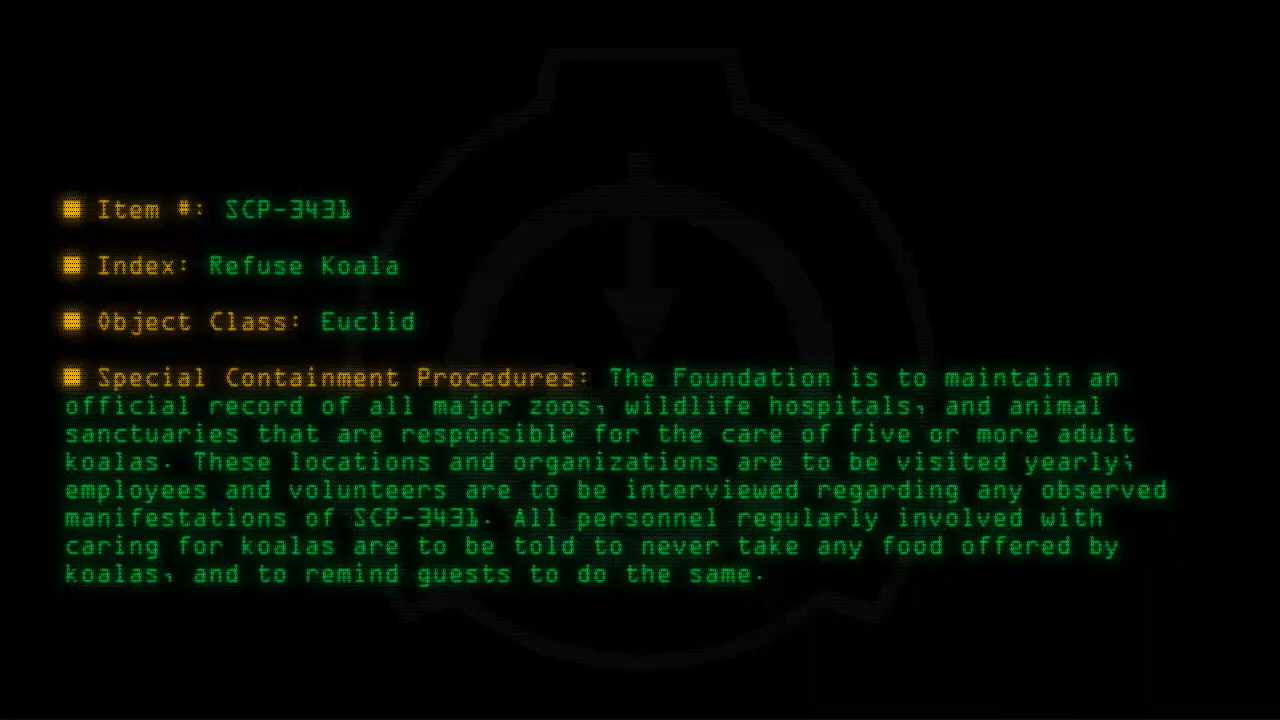 ■ Item #: SCP-3431
■ Index: Refuse Koala
■ Object Class: Euclid
■ Special Containment Procedures: The Foundation is to maintain an
official record of all major zoos, wildlife hospitals, and animal
sanctuaries that are responsible for the care of five or more adult
koalas. These locations and organizations are to be visited yearly;
employees and volunteers are to be interviewed regarding any observed
manifestations of SCP-3431. All personnel regularly involved with
caring for koalas are to be told to never take any food offered by
koalas, and to remind guests to do the same.